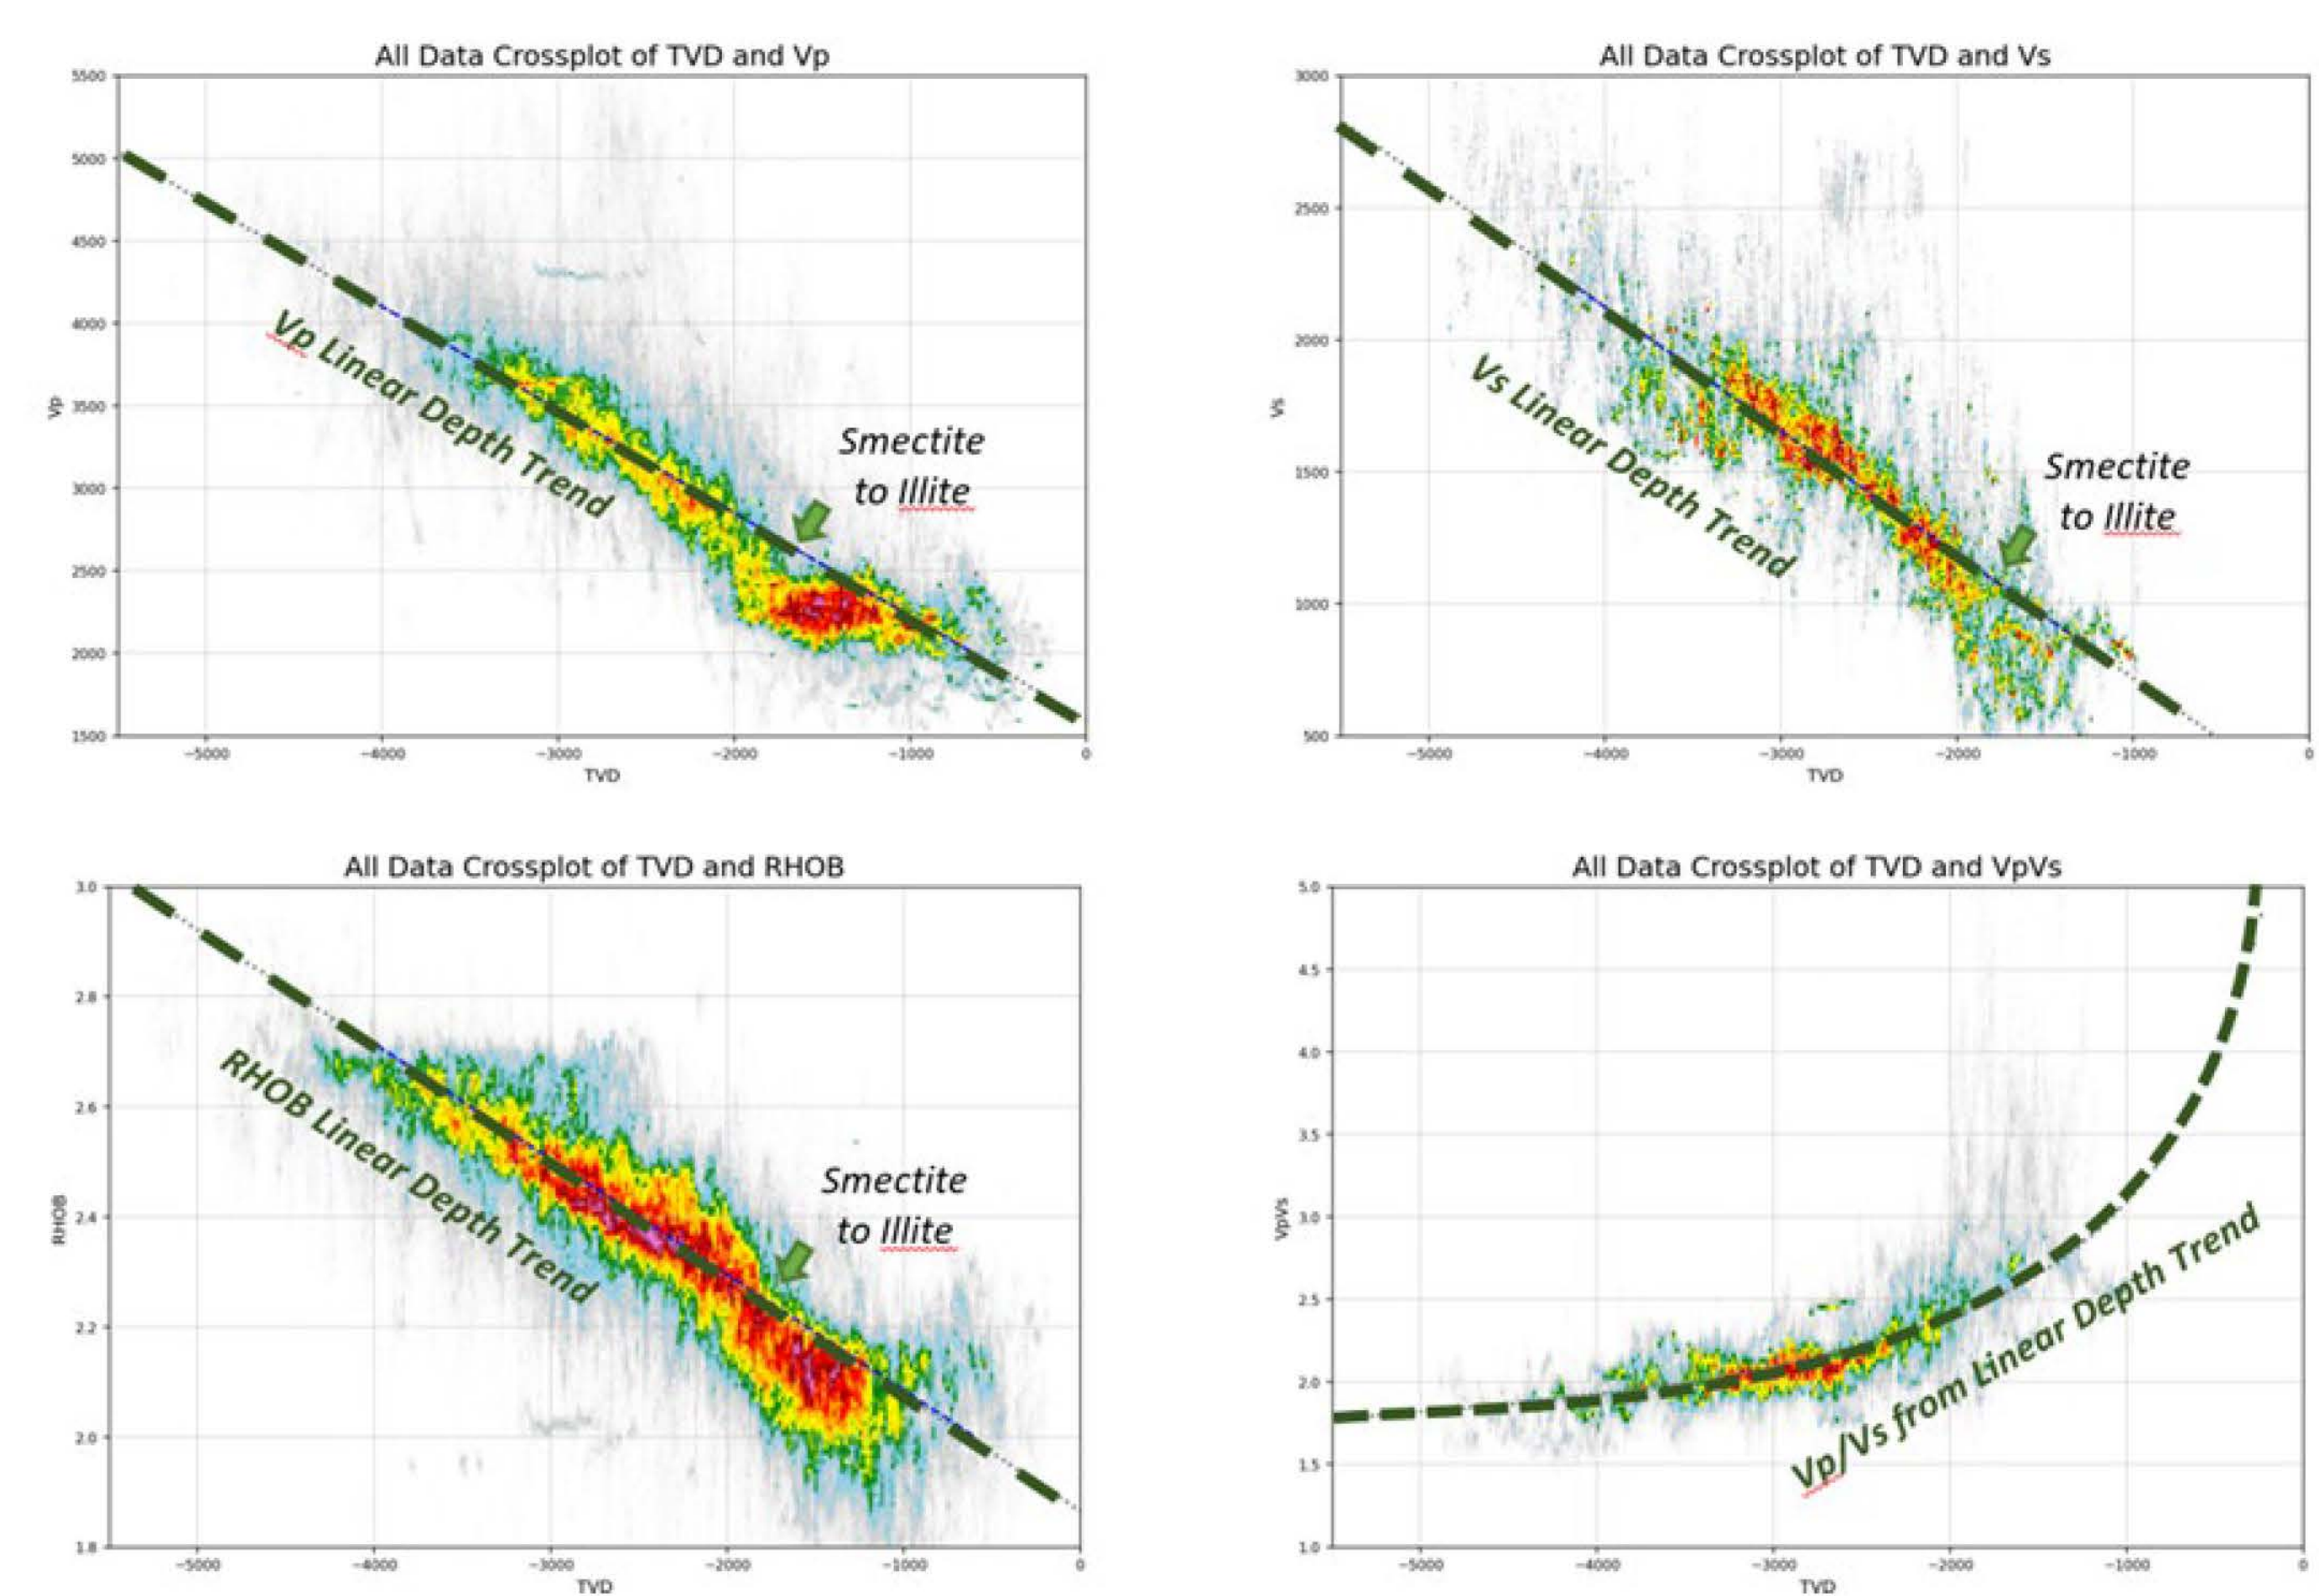 All Data Crossplot of TVD and Vp
5500
5000
4500
4000
3500
3000
2500
2000
1500
Vp
−5000
−4000
−3000
−2000
−1000
0
TVD
Vp Linear Depth Trend
Smectite
to Illite
All Data Crossplot of TVD and Vs
3000
2500
2000
1500
1000
500
Vs
−5000
−4000
−3000
−2000
−1000
0
TVD
Vs Linear Depth Trend
Smectite
to Illite
All Data Crossplot of TVD and RHOB
3.0
2.8
2.6
2.4
2.2
2.0
1.8
RHOB
−5000
−4000
−3000
−2000
−1000
0
TVD
RHOB Linear Depth Trend
Smectite
to Illite
All Data Crossplot of TVD and VpVs
5.0
4.5
4.0
3.5
3.0
2.5
2.0
1.5
1.0
VpVs
−5000
−4000
−3000
−2000
−1000
0
TVD
Vp/Vs from Linear Depth Trend